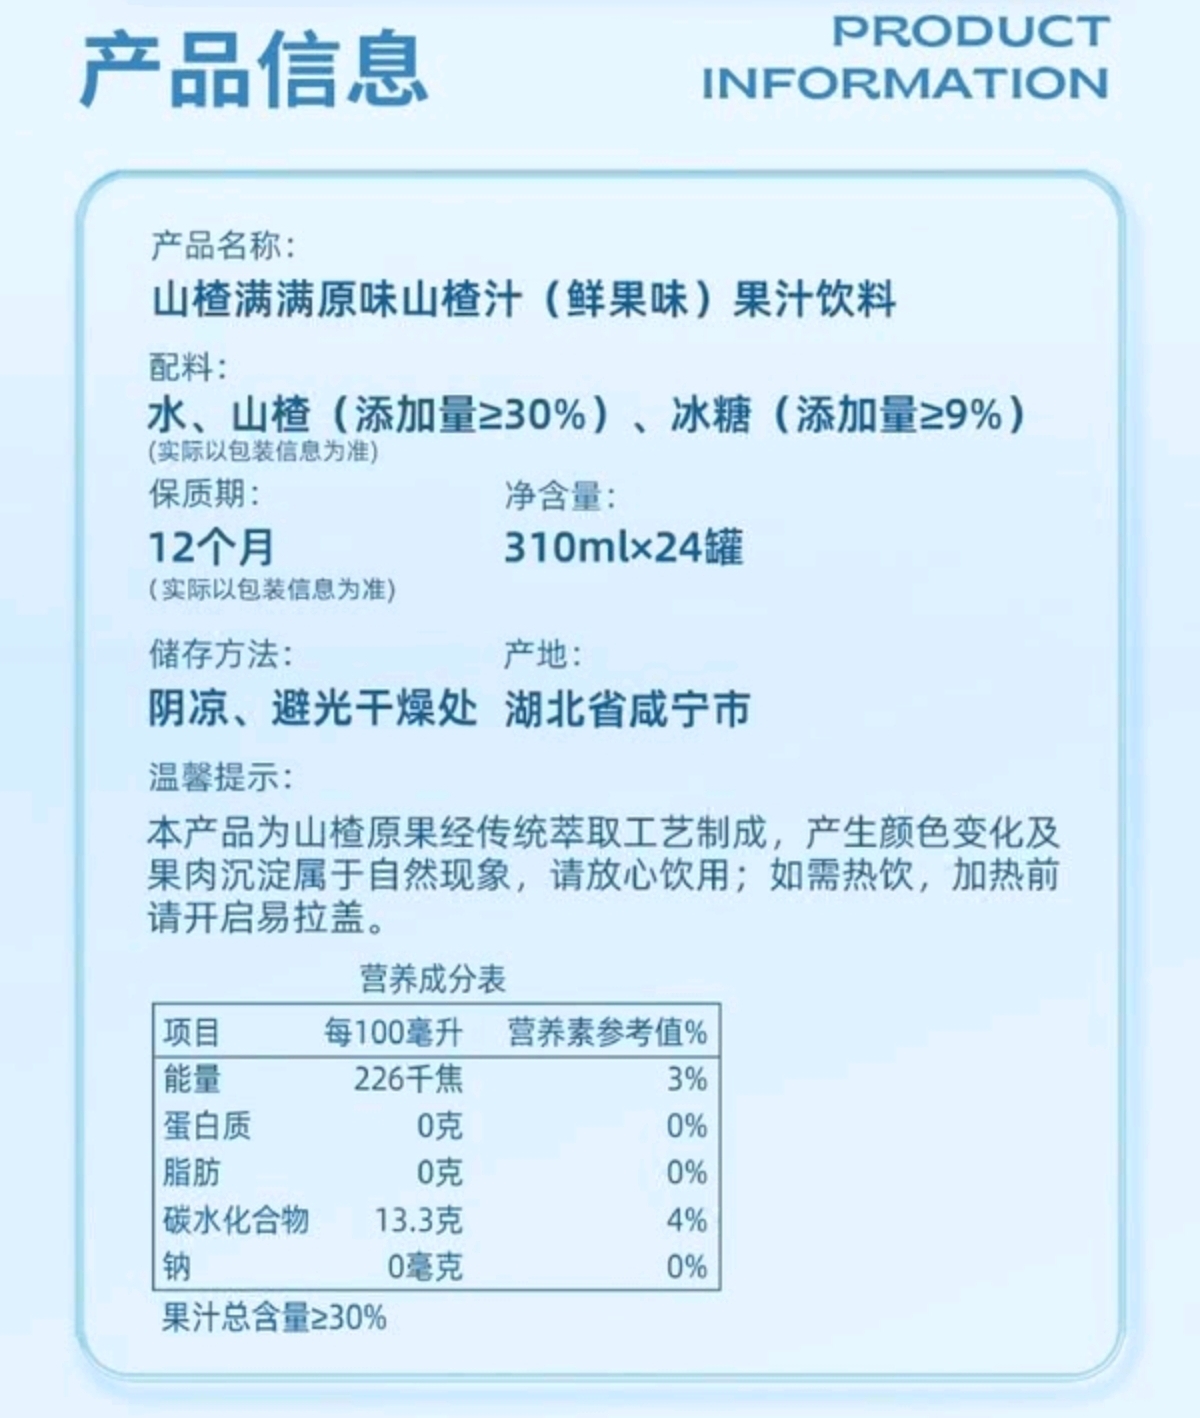 产品信息
PRODUCT
INFORMATION
产品名称：
山楂满满原味山楂汁（鲜果味）果汁饮料
配料：
水、山楂（添加量≥30%）、冰糖（添加量≥9%）
(实际以包装信息为准)
保质期： 净含量：
12个月 310ml×24罐
(实际以包装信息为准)
储存方法： 产地：
阴凉、避光干燥处 湖北省咸宁市
温馨提示：
本产品为山楂原果经传统萃取工艺制成，产生颜色变化及
果肉沉淀属于自然现象，请放心饮用；如需热饮，加热前
请开启易拉盖。
营养成分表
项目 每100毫升 营养素参考值%
能量 226千焦 3%
蛋白质 0克 0%
脂肪 0克 0%
碳水化合物 13.3克 4%
钠 0毫克 0%
果汁总含量≥30%